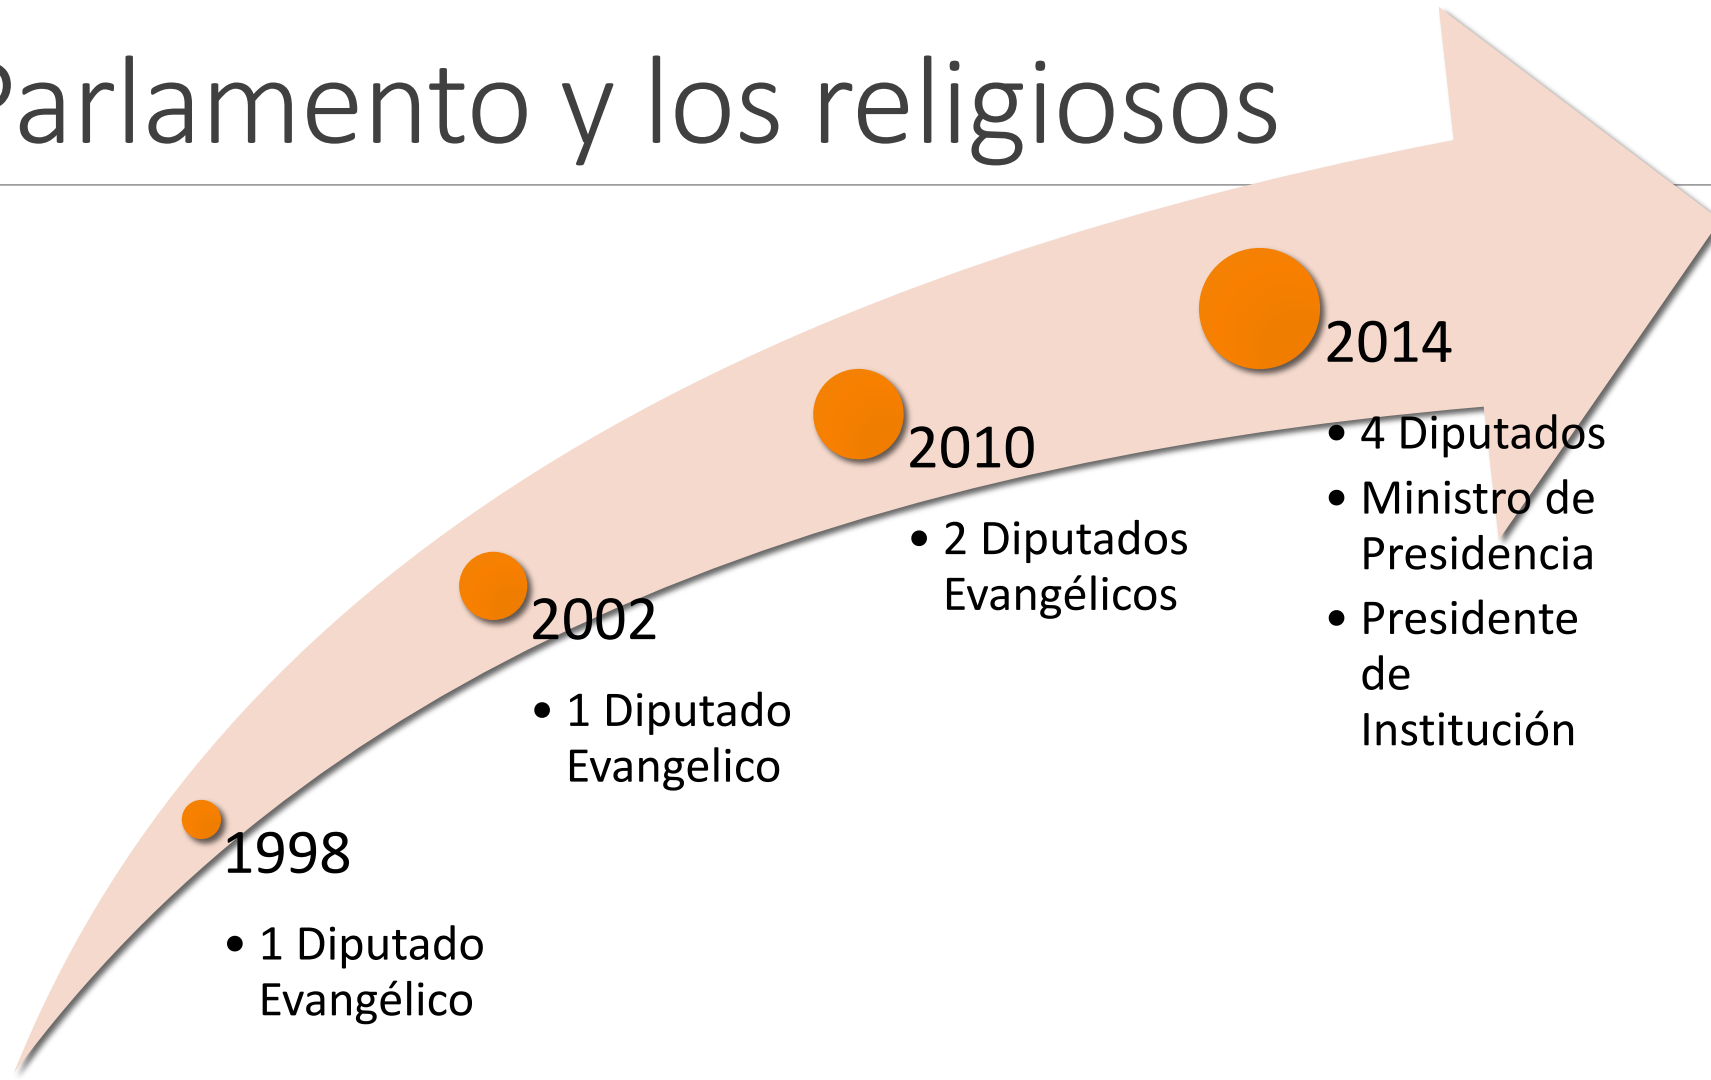 Parlamento y los religiosos
1998
• 1 Diputado
Evangélico
2002
• 1 Diputado
Evangelico
2010
• 2 Diputados
Evangélicos
2014
• 4 Diputados
• Ministro de
Presidencia
• Presidente
de
Institución